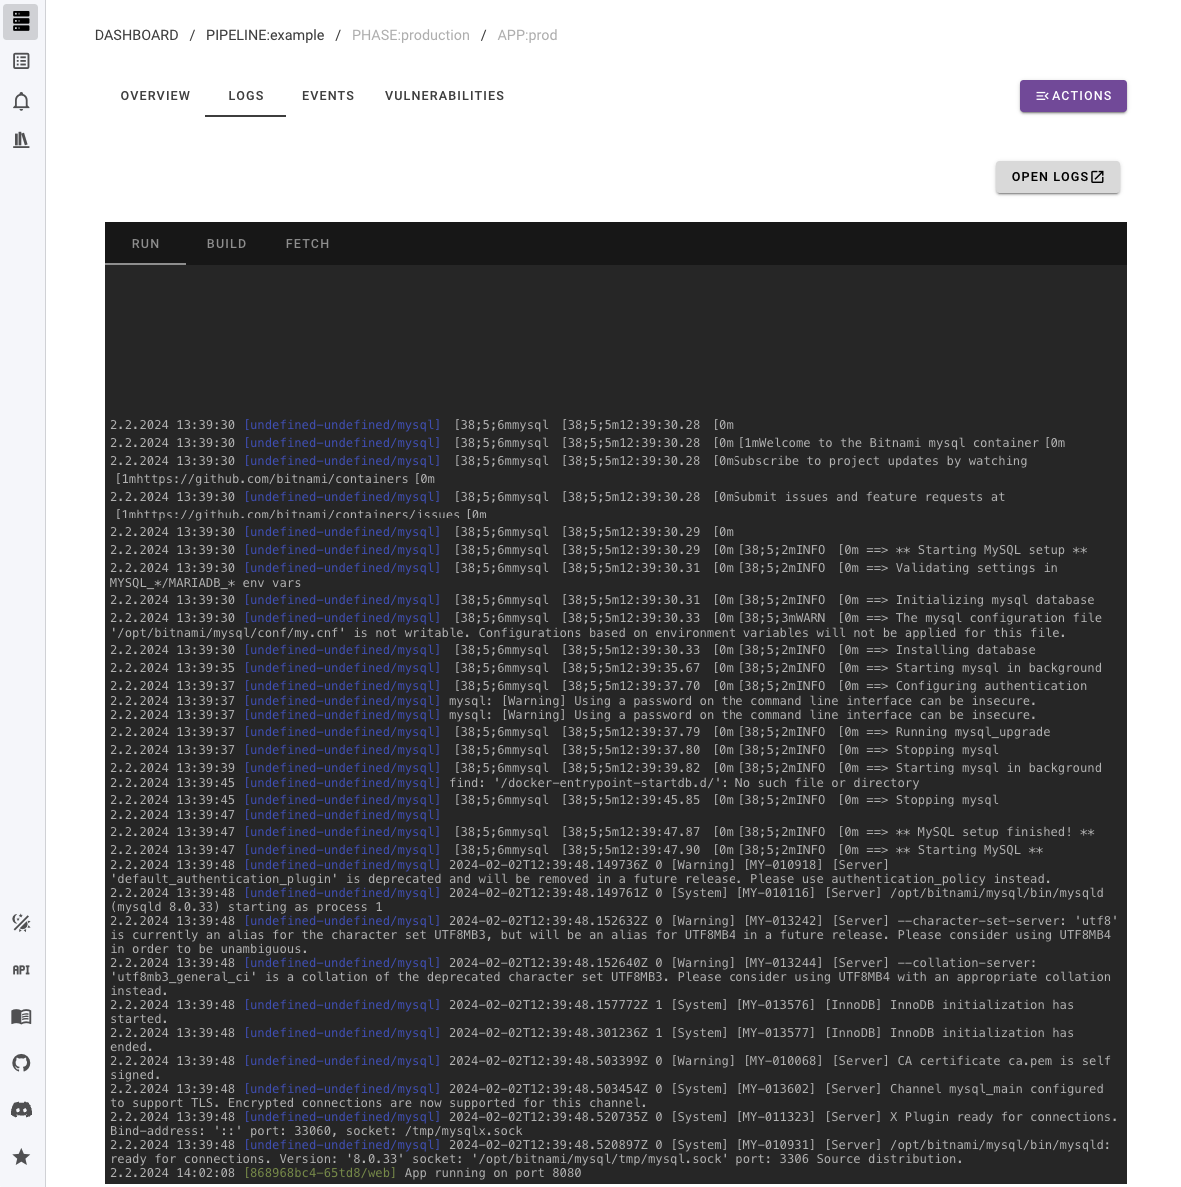 DASHBOARD / PIPELINE:example / PHASE:production / APP:prod
OVERVIEW LOGS EVENTS VULNERABILITIES
ACTIONS
OPEN LOGS
RUN BUILD FETCH
2.2.2024 13:39:30 [undefined-undefined/mysql] [38;5;6mmysql [38;5;5m12:39:30.28 [0m
2.2.2024 13:39:30 [undefined-undefined/mysql] [38;5;6mmysql [38;5;5m12:39:30.28 [0m [1mWelcome to the Bitnami mysql container [0m
2.2.2024 13:39:30 [undefined-undefined/mysql] [38;5;6mmysql [38;5;5m12:39:30.28 [0mSubscribe to project updates by watching
[1mhttps://github.com/bitnami/containers [0m
2.2.2024 13:39:30 [undefined-undefined/mysql] [38;5;6mmysql [38;5;5m12:39:30.28 [0mSubmit issues and feature requests at
[1mhttps://github.com/bitnami/containers/issues [0m
2.2.2024 13:39:30 [undefined-undefined/mysql] [38;5;6mmysql [38;5;5m12:39:30.29 [0m
2.2.2024 13:39:30 [undefined-undefined/mysql] [38;5;6mmysql [38;5;5m12:39:30.29 [0m [38;5;2mINFO [0m ==> ** Starting MySQL setup **
2.2.2024 13:39:30 [undefined-undefined/mysql] [38;5;6mmysql [38;5;5m12:39:30.31 [0m [38;5;2mINFO [0m ==> Validating settings in
MYSQL_*/MARIADB_* env vars
2.2.2024 13:39:30 [undefined-undefined/mysql] [38;5;6mmysql [38;5;5m12:39:30.31 [0m [38;5;2mINFO [0m ==> Initializing mysql database
2.2.2024 13:39:30 [undefined-undefined/mysql] [38;5;6mmysql [38;5;5m12:39:30.33 [0m [38;5;3mWARN [0m ==> The mysql configuration file
'/opt/bitnami/mysql/conf/my.cnf' is not writable. Configurations based on environment variables will not be applied for this file.
2.2.2024 13:39:30 [undefined-undefined/mysql] [38;5;6mmysql [38;5;5m12:39:30.33 [0m [38;5;2mINFO [0m ==> Installing database
2.2.2024 13:39:35 [undefined-undefined/mysql] [38;5;6mmysql [38;5;5m12:39:35.67 [0m [38;5;2mINFO [0m ==> Starting mysql in background
2.2.2024 13:39:37 [undefined-undefined/mysql] [38;5;6mmysql [38;5;5m12:39:37.70 [0m [38;5;2mINFO [0m ==> Configuring authentication
2.2.2024 13:39:37 [undefined-undefined/mysql] mysql: [Warning] Using a password on the command line interface can be insecure.
2.2.2024 13:39:37 [undefined-undefined/mysql] mysql: [Warning] Using a password on the command line interface can be insecure.
2.2.2024 13:39:37 [undefined-undefined/mysql] [38;5;6mmysql [38;5;5m12:39:37.79 [0m [38;5;2mINFO [0m ==> Running mysql_upgrade
2.2.2024 13:39:37 [undefined-undefined/mysql] [38;5;6mmysql [38;5;5m12:39:37.80 [0m [38;5;2mINFO [0m ==> Stopping mysql
2.2.2024 13:39:39 [undefined-undefined/mysql] [38;5;6mmysql [38;5;5m12:39:39.82 [0m [38;5;2mINFO [0m ==> Starting mysql in background
2.2.2024 13:39:45 [undefined-undefined/mysql] find: '/docker-entrypoint-startdb.d/': No such file or directory
2.2.2024 13:39:45 [undefined-undefined/mysql] [38;5;6mmysql [38;5;5m12:39:45.85 [0m [38;5;2mINFO [0m ==> Stopping mysql
2.2.2024 13:39:47 [undefined-undefined/mysql]
2.2.2024 13:39:47 [undefined-undefined/mysql] [38;5;6mmysql [38;5;5m12:39:47.87 [0m [38;5;2mINFO [0m ==> ** MySQL setup finished! **
2.2.2024 13:39:47 [undefined-undefined/mysql] [38;5;6mmysql [38;5;5m12:39:47.90 [0m [38;5;2mINFO [0m ==> ** Starting MySQL **
2.2.2024 13:39:48 [undefined-undefined/mysql] 2024-02-02T12:39:48.149736Z 0 [Warning] [MY-010918] [Server]
'default_authentication_plugin' is deprecated and will be removed in a future release. Please use authentication_policy instead.
2.2.2024 13:39:48 [undefined-undefined/mysql] 2024-02-02T12:39:48.149761Z 0 [System] [MY-010116] [Server] /opt/bitnami/mysql/bin/mysqld
(mysqld 8.0.33) starting as process 1
2.2.2024 13:39:48 [undefined-undefined/mysql] 2024-02-02T12:39:48.152632Z 0 [Warning] [MY-013242] [Server] --character-set-server: 'utf8'
is currently an alias for the character set UTF8MB3, but will be an alias for UTF8MB4 in a future release. Please consider using UTF8MB4
in order to be unambiguous.
2.2.2024 13:39:48 [undefined-undefined/mysql] 2024-02-02T12:39:48.152640Z 0 [Warning] [MY-013244] [Server] --collation-server:
'utf8mb3_general_ci' is a collation of the deprecated character set UTF8MB3. Please consider using UTF8MB4 with an appropriate collation
instead.
2.2.2024 13:39:48 [undefined-undefined/mysql] 2024-02-02T12:39:48.157772Z 1 [System] [MY-013576] [InnoDB] InnoDB initialization has
started.
2.2.2024 13:39:48 [undefined-undefined/mysql] 2024-02-02T12:39:48.301236Z 1 [System] [MY-013577] [InnoDB] InnoDB initialization has
ended.
2.2.2024 13:39:48 [undefined-undefined/mysql] 2024-02-02T12:39:48.503399Z 0 [Warning] [MY-010068] [Server] CA certificate ca.pem is self
signed.
2.2.2024 13:39:48 [undefined-undefined/mysql] 2024-02-02T12:39:48.503454Z 0 [System] [MY-013602] [Server] Channel mysql_main configured
to support TLS. Encrypted connections are now supported for this channel.
2.2.2024 13:39:48 [undefined-undefined/mysql] 2024-02-02T12:39:48.520735Z 0 [System] [MY-011323] [Server] X Plugin ready for connections.
Bind-address: '::' port: 33060, socket: /tmp/mysqlx.sock
2.2.2024 13:39:48 [undefined-undefined/mysql] 2024-02-02T12:39:48.520897Z 0 [System] [MY-010931] [Server] /opt/bitnami/mysql/bin/mysqld:
ready for connections. Version: '8.0.33' socket: '/opt/bitnami/mysql/tmp/mysql.sock' port: 3306 Source distribution.
2.2.2024 14:02:08 [868968bc4-65td8/web] App running on port 8080
API